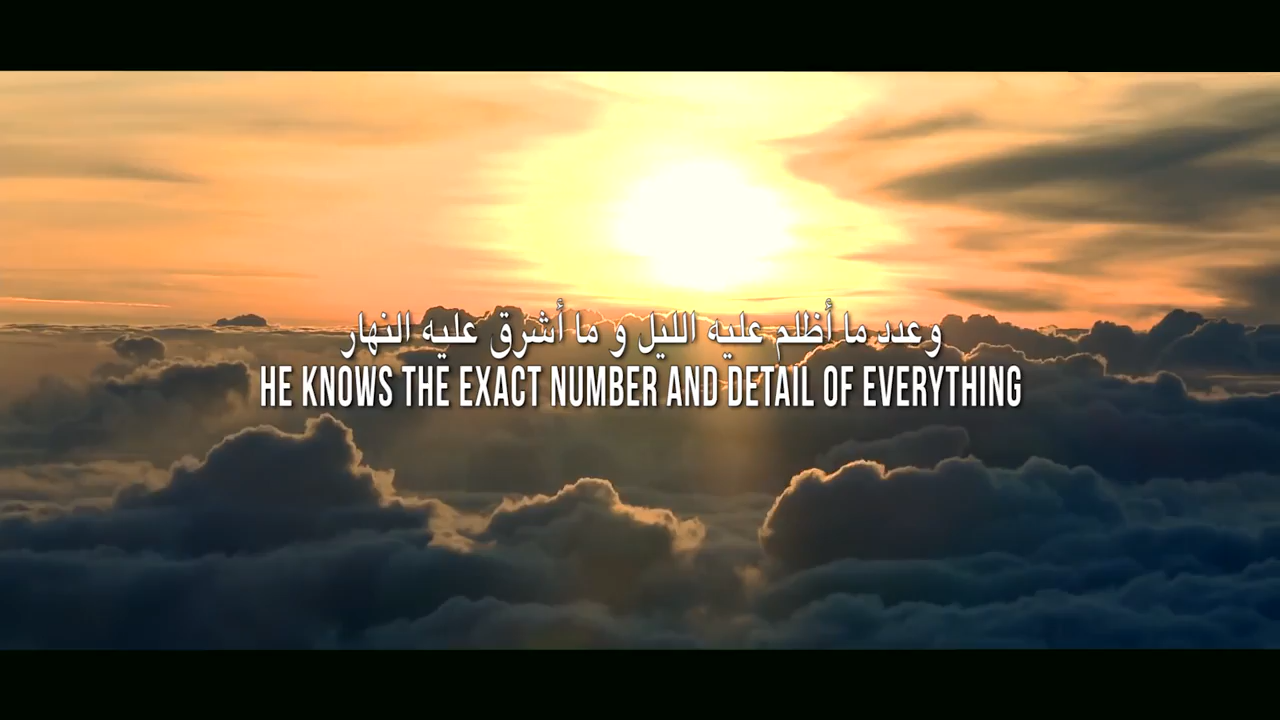 وعدد ما أظلم عليه الليل و ما أشرق عليه النهار
HE KNOWS THE EXACT NUMBER AND DETAIL OF EVERYTHING